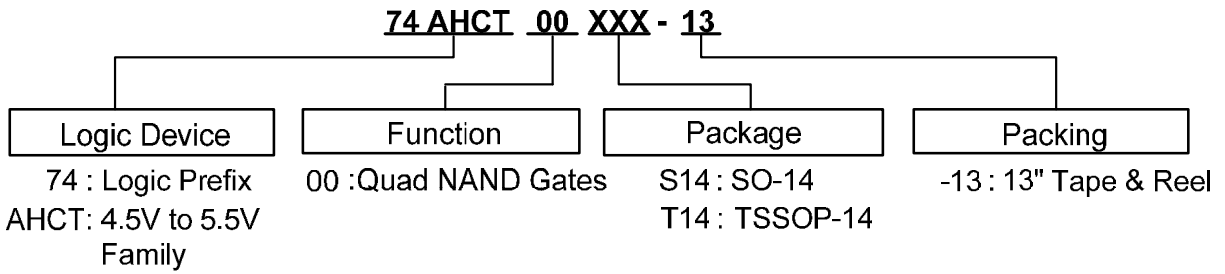 74 AHCT 00 XXX - 13
Logic Device
74 : Logic Prefix
AHCT: 4.5V to 5.5V
Family
Function
00 :Quad NAND Gates
Package
S14 : SO-14
T14 : TSSOP-14
Packing
-13 : 13" Tape & Reel